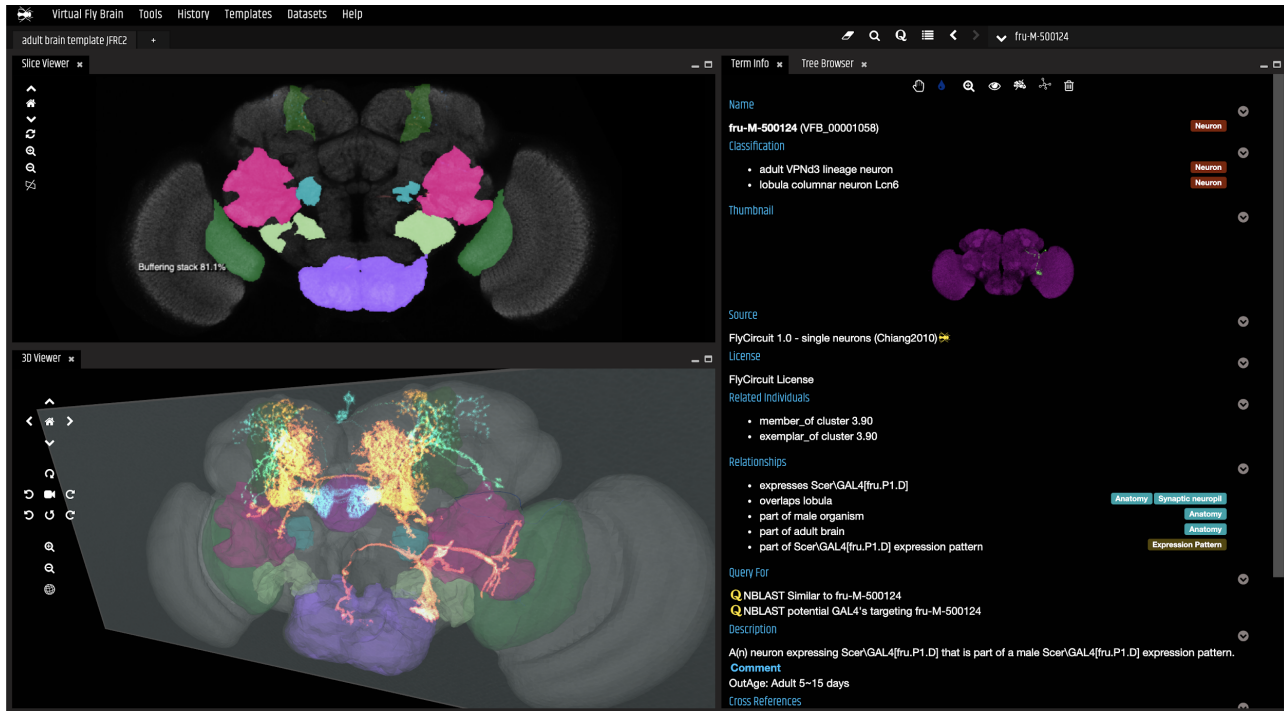 Virtual Fly Brain Tools History Templates Datasets Help
adult brain template JFRC2 +
Q fru-M-500124
Slice Viewer
Buffering stack 81.1%
3D Viewer
Term Info Tree Browser
Name
fru-M-500124 (VFB_00001058) Neuron
Classification
adult VPNd3 lineage neuron Neuron
lobula columnar neuron Lcn6 Neuron
Thumbnail
Source
FlyCircuit 1.0 - single neurons (Chiang2010)
License
FlyCircuit License
Related Individuals
member_of cluster 3.90
exemplar_of cluster 3.90
Relationships
expresses Scer\GAL4[fru.P1.D]
overlaps lobula Anatomy Synaptic neuropil
part of male organism Anatomy
part of adult brain Anatomy
part of Scer\GAL4[fru.P1.D] expression pattern Expression Pattern
Query For
Q NBLAST Similar to fru-M-500124
Q NBLAST potential GAL4's targeting fru-M-500124
Description
A(n) neuron expressing Scer\GAL4[fru.P1.D] that is part of a male Scer\GAL4[fru.P1.D] expression pattern.
Comment
OutAge: Adult 5~15 days
Cross References